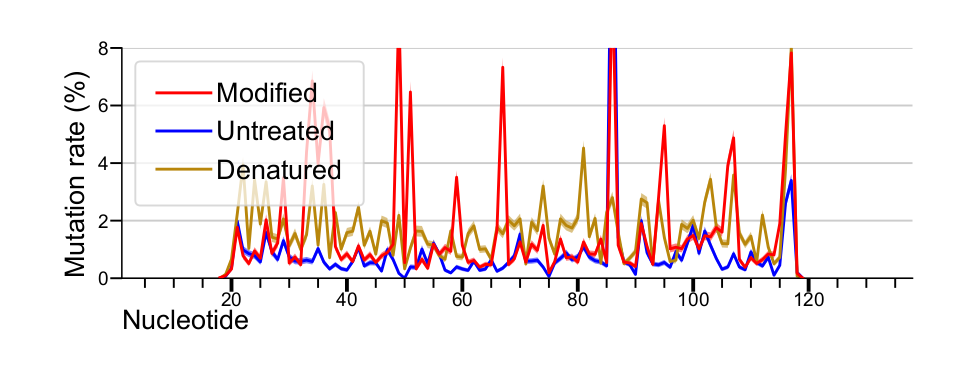 8
6
4
2
0
Mutation rate (%)
Modified
Untreated
Denatured
20 40 60 80 100 120
Nucleotide